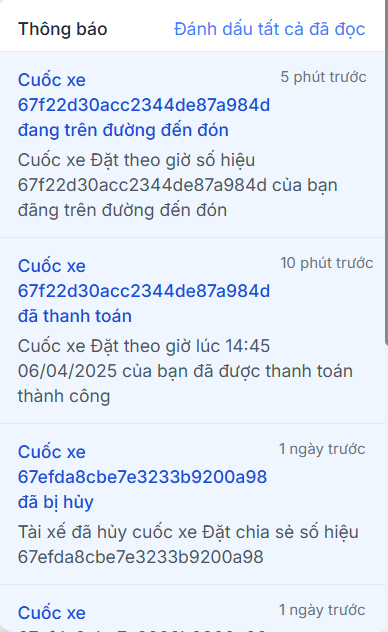 Thông báo
Đánh dấu tất cả đã đọc
Cuốc xe
5 phút trước
67f22d30acc2344de87a984d
đang trên đường đến đón
Cuốc xe Đặt theo giờ số hiệu
67f22d30acc2344de87a984d của bạn
đãng trên đường đến đón
Cuốc xe
10 phút trước
67f22d30acc2344de87a984d
đã thanh toán
Cuốc xe Đặt theo giờ lúc 14:45
06/04/2025 của bạn đã được thanh toán
thành công
Cuốc xe
1 ngày trước
67efda8cbe7e3233b9200a98
đã bị hủy
Tài xế đã hủy cuốc xe Đặt chia sẻ số hiệu
67efda8cbe7e3233b9200a98
Cuốc xe
1 ngày trước